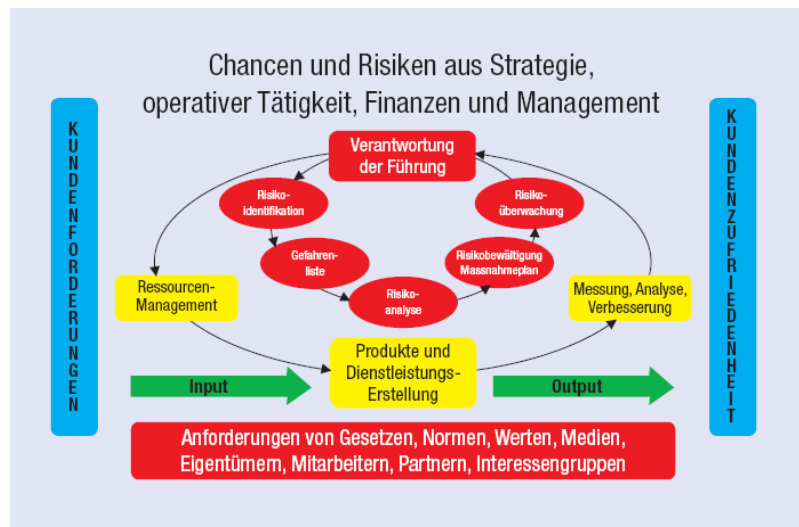 Chancen und Risiken aus Strategie,
operativer Tätigkeit, Finanzen und Management
KUNDENFORDERUNGEN
Verantwortung
der Führung
Risiko-
identifikation
Risiko-
überwachung
Gefahren-
liste
Risikobewältigung
Massnahmeplan
Risiko-
analyse
Ressourcen-
Management
Messung, Analyse,
Verbesserung
Produkte und
Dienstleistungs-
Erstellung
Input
Output
KUNDENZUFRIEDENHEIT
Anforderungen von Gesetzen, Normen, Werten, Medien,
Eigentümern, Mitarbeitern, Partnern, Interessengruppen